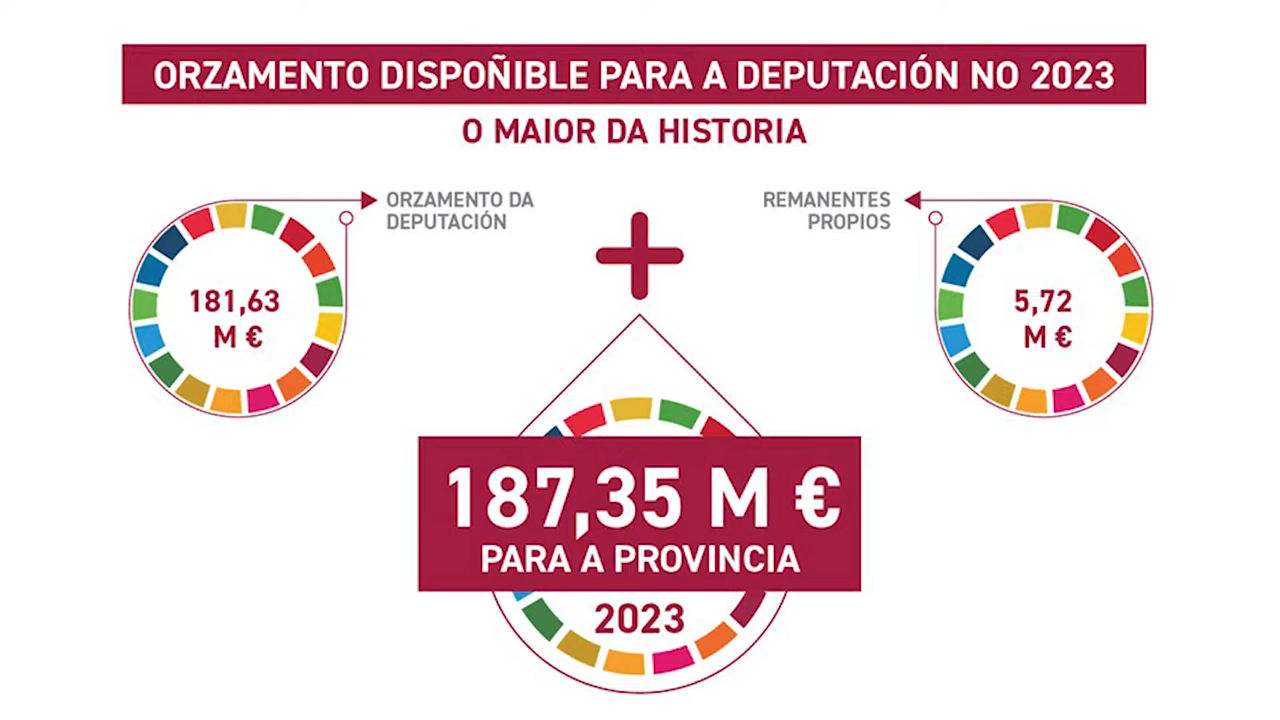 ORZAMENTO DISPOÑIBLE PARA A DEPUTACIÓN NO 2023
O MAIOR DA HISTORIA
ORZAMENTO DA
DEPUTACIÓN
181,63
M €
REMANENTES
PROPIOS
5,72
M €
187,35 M €
PARA A PROVINCIA
2023